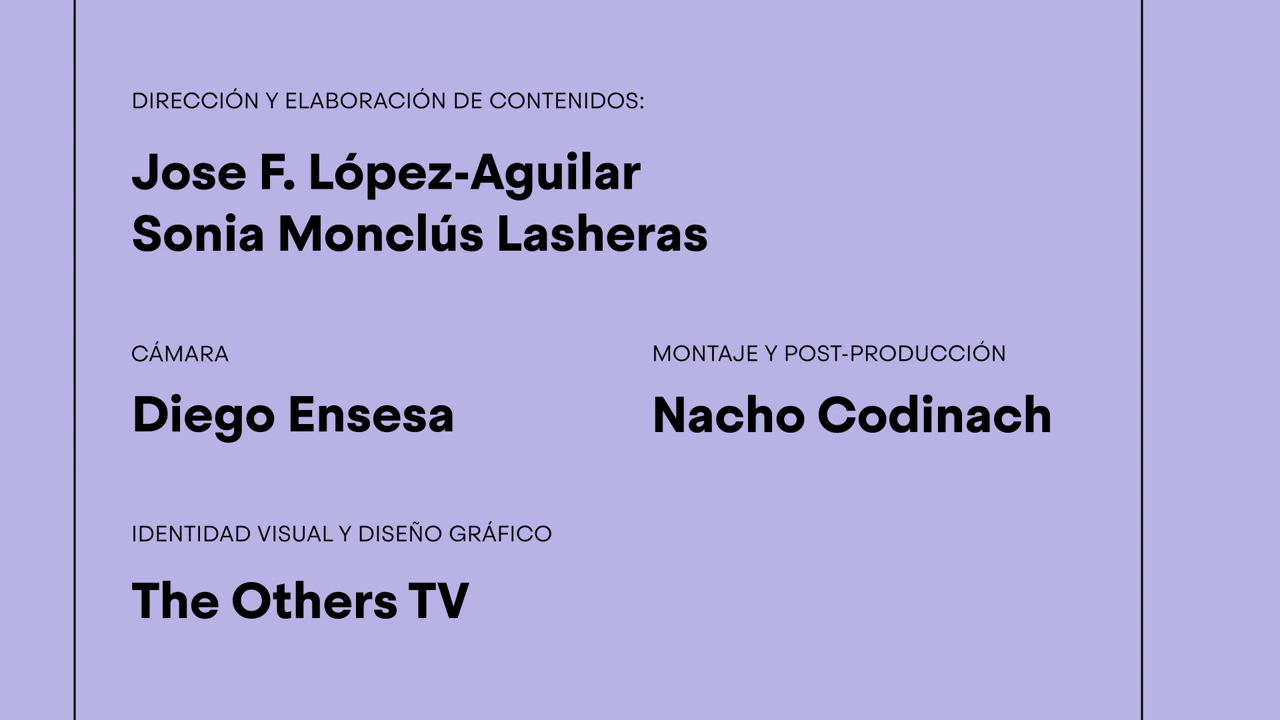 DIRECCIÓN Y ELABORACIÓN DE CONTENIDOS:
Jose F. López-Aguilar
Sonia Monclús Lasheras
CÁMARA
Diego Ensesa
MONTAJE Y POST-PRODUCCIÓN
Nacho Codinach
IDENTIDAD VISUAL Y DISEÑO GRÁFICO
The Others TV